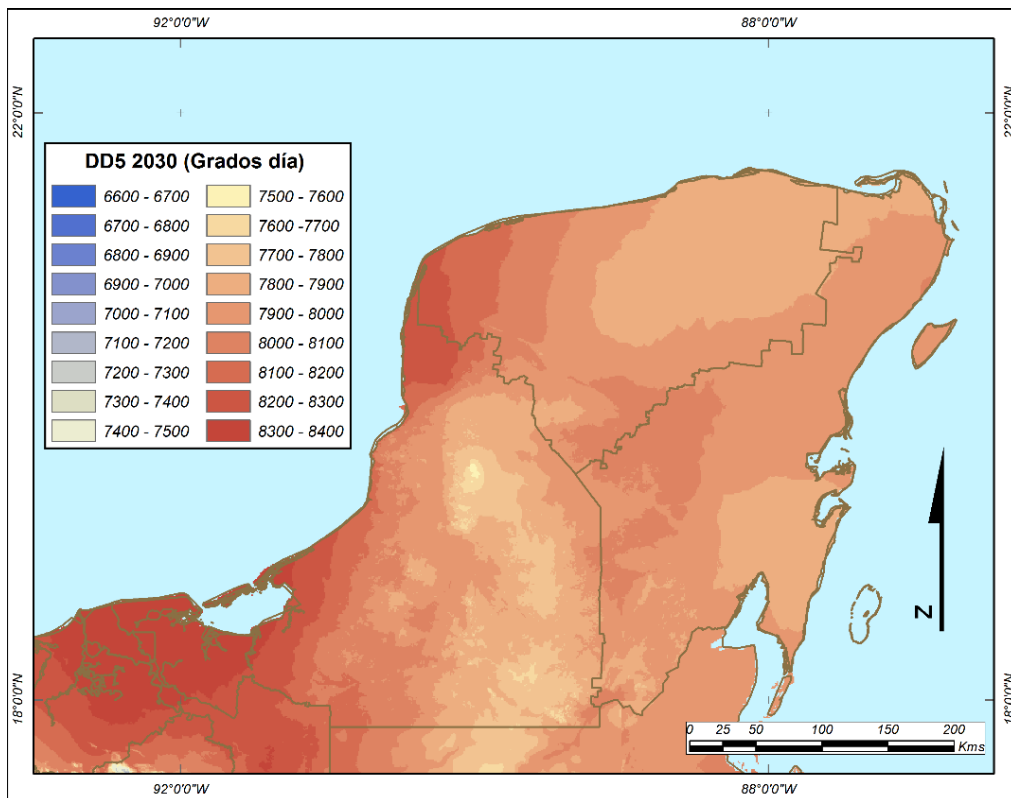 92°0'0"W 88°0'0"W
22°0'0"N 22°0'0"N
DD5 2030 (Grados día)
6600 - 6700 7500 - 7600
6700 - 6800 7600 -7700
6800 - 6900 7700 - 7800
6900 - 7000 7800 - 7900
7000 - 7100 7900 - 8000
7100 - 7200 8000 - 8100
7200 - 7300 8100 - 8200
7300 - 7400 8200 - 8300
7400 - 7500 8300 - 8400
N
18°0'0"N 18°0'0"N
0 25 50 100 150 200
Kms
92°0'0"W 88°0'0"W